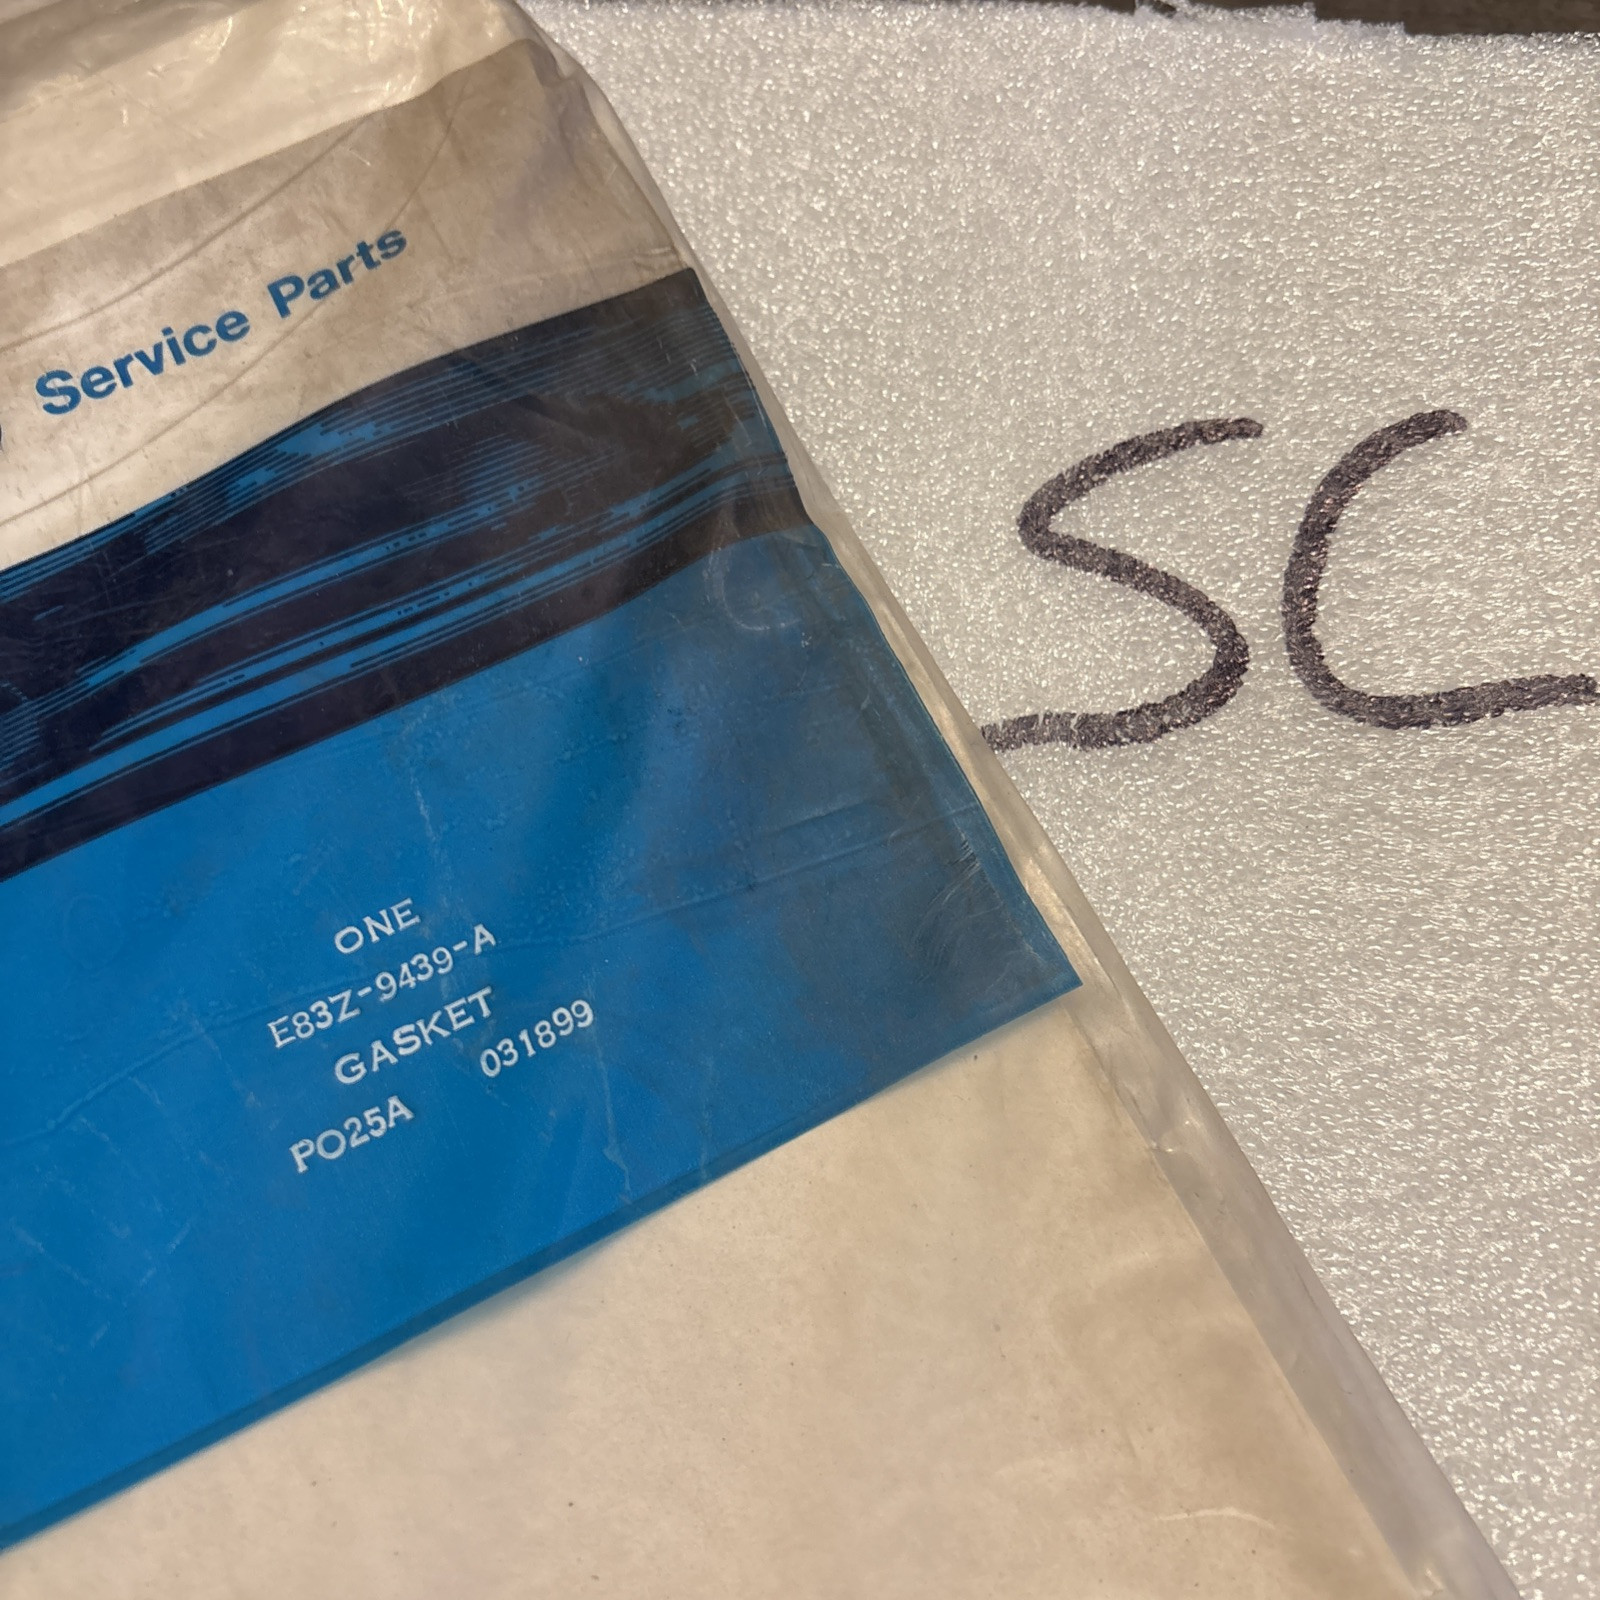 Service Parts
SC
ONE
E83Z-9439-A
GASKET
031899
PO25A